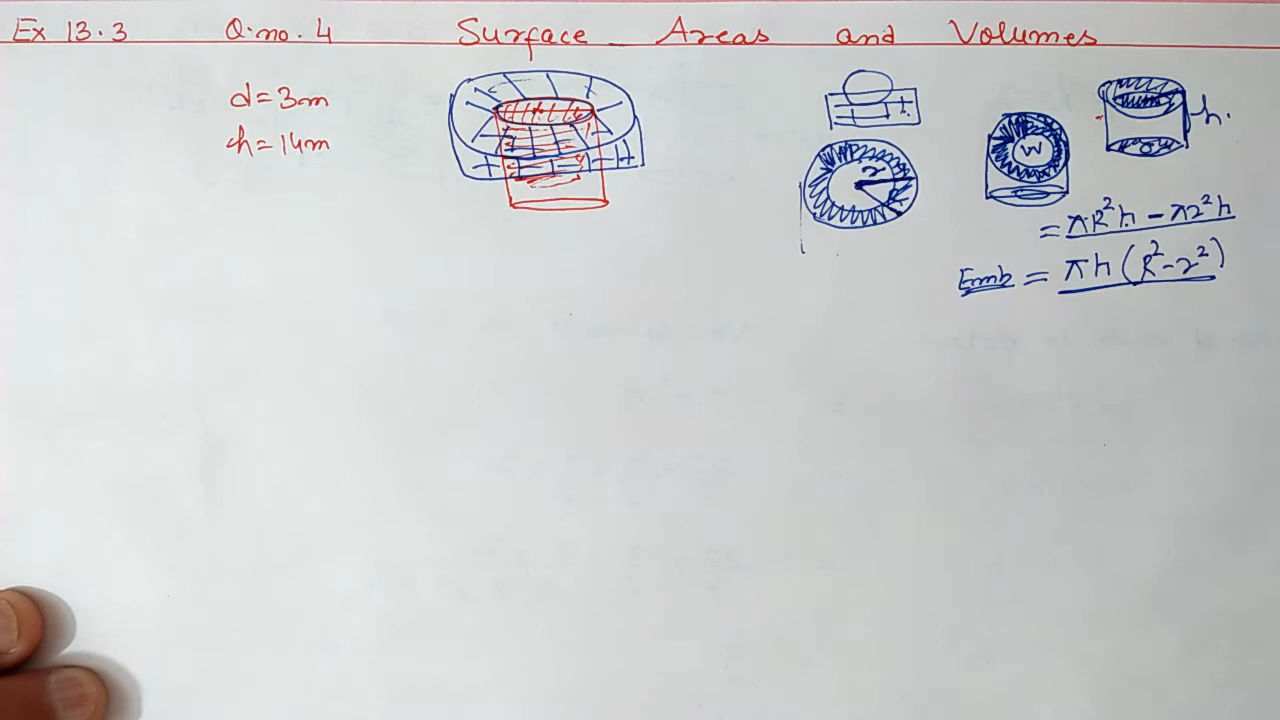 Ex 13.3 Q.no.4 Surface Areas and Volumes
d = 3m
h = 14m
r
W
h.
= πR²h - πr²h
Emb = πh(R²-r²)